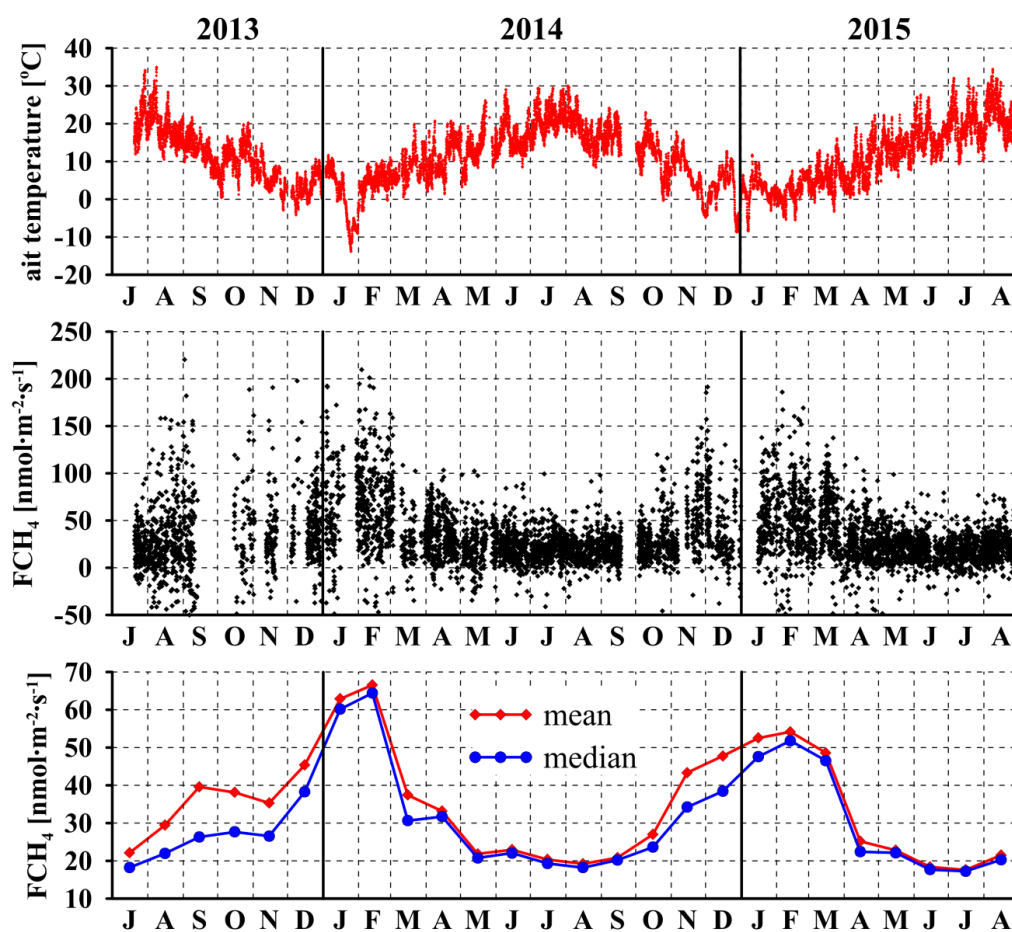 2013 2014 2015
ait temperature [ºC]
40
30
20
10
0
-10
-20
J A S O N D J F M A M J J A S O N D J F M A M J J A
FCH₄ [nmol·m⁻²·s⁻¹]
250
200
150
100
50
0
-50
J A S O N D J F M A M J J A S O N D J F M A M J J A
FCH₄ [nmol·m⁻²·s⁻¹]
70
60
50
40
30
20
10
mean
median
J A S O N D J F M A M J J A S O N D J F M A M J J A